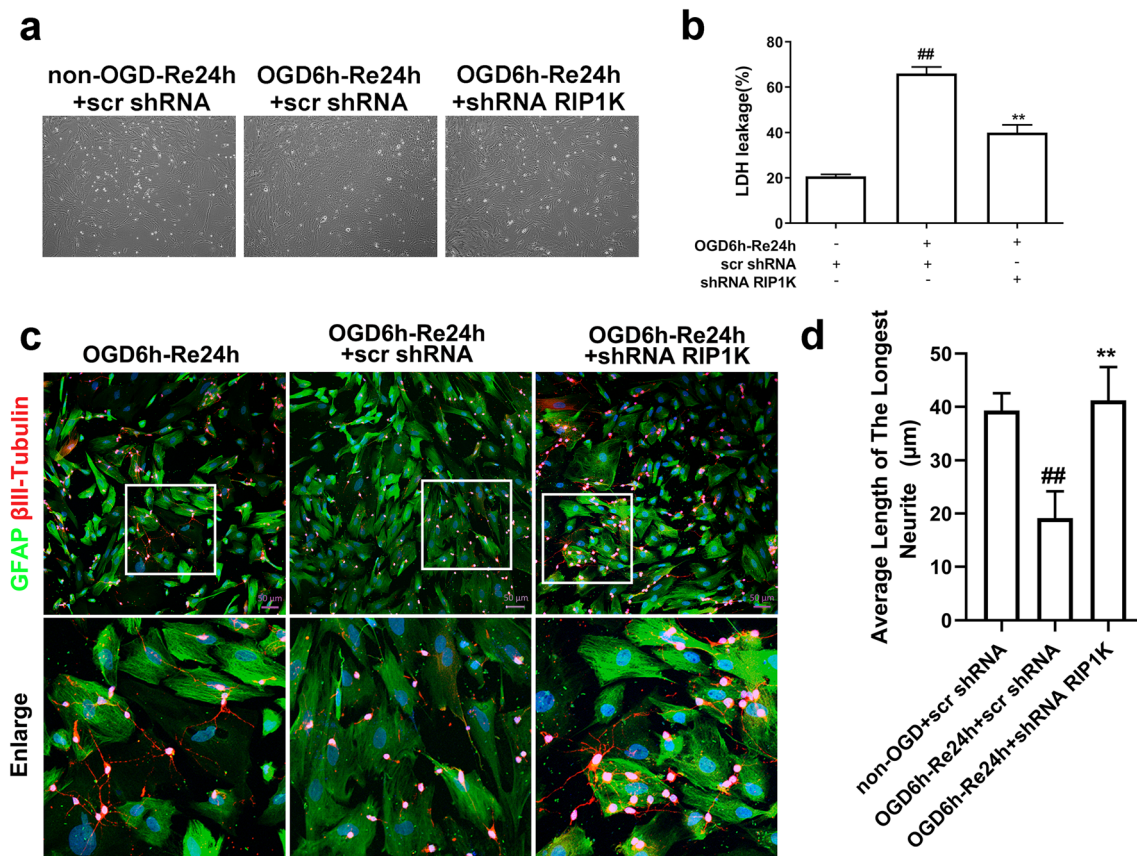 a
non-OGD-Re24h
+scr shRNA
OGD6h-Re24h
+scr shRNA
OGD6h-Re24h
+shRNA RIP1K
b
LDH leakage(%)
80
60
40
20
0
##
**
OGD6h-Re24h - + +
scr shRNA + + -
shRNA RIP1K - - +
c
OGD6h-Re24h
OGD6h-Re24h
+scr shRNA
OGD6h-Re24h
+shRNA RIP1K
GFAP βIII-Tubulin
50 μm
50 μm
50 μm
Enlarge
d
Average Length of The Longest
Neurite (μm)
50
40
30
20
10
0
##
**
non-OGD+scr shRNA
OGD6h-Re24h+scr shRNA
OGD6h-Re24h+shRNA RIP1K